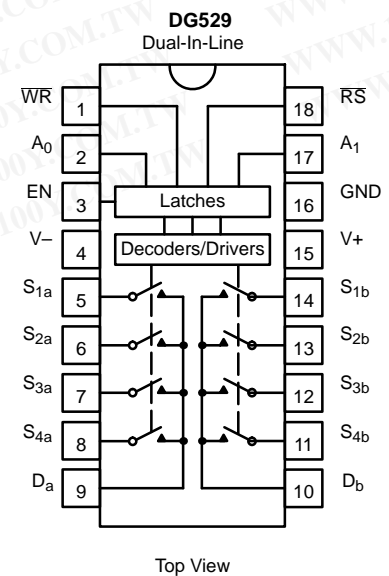 DG529
Dual-In-Line
WR 1 18 RS
A0 2 17 A1
EN 3 Latches 16 GND
V– 4 Decoders/Drivers 15 V+
S1a 5 14 S1b
S2a 6 13 S2b
S3a 7 12 S3b
S4a 8 11 S4b
Da 9 10 Db
Top View